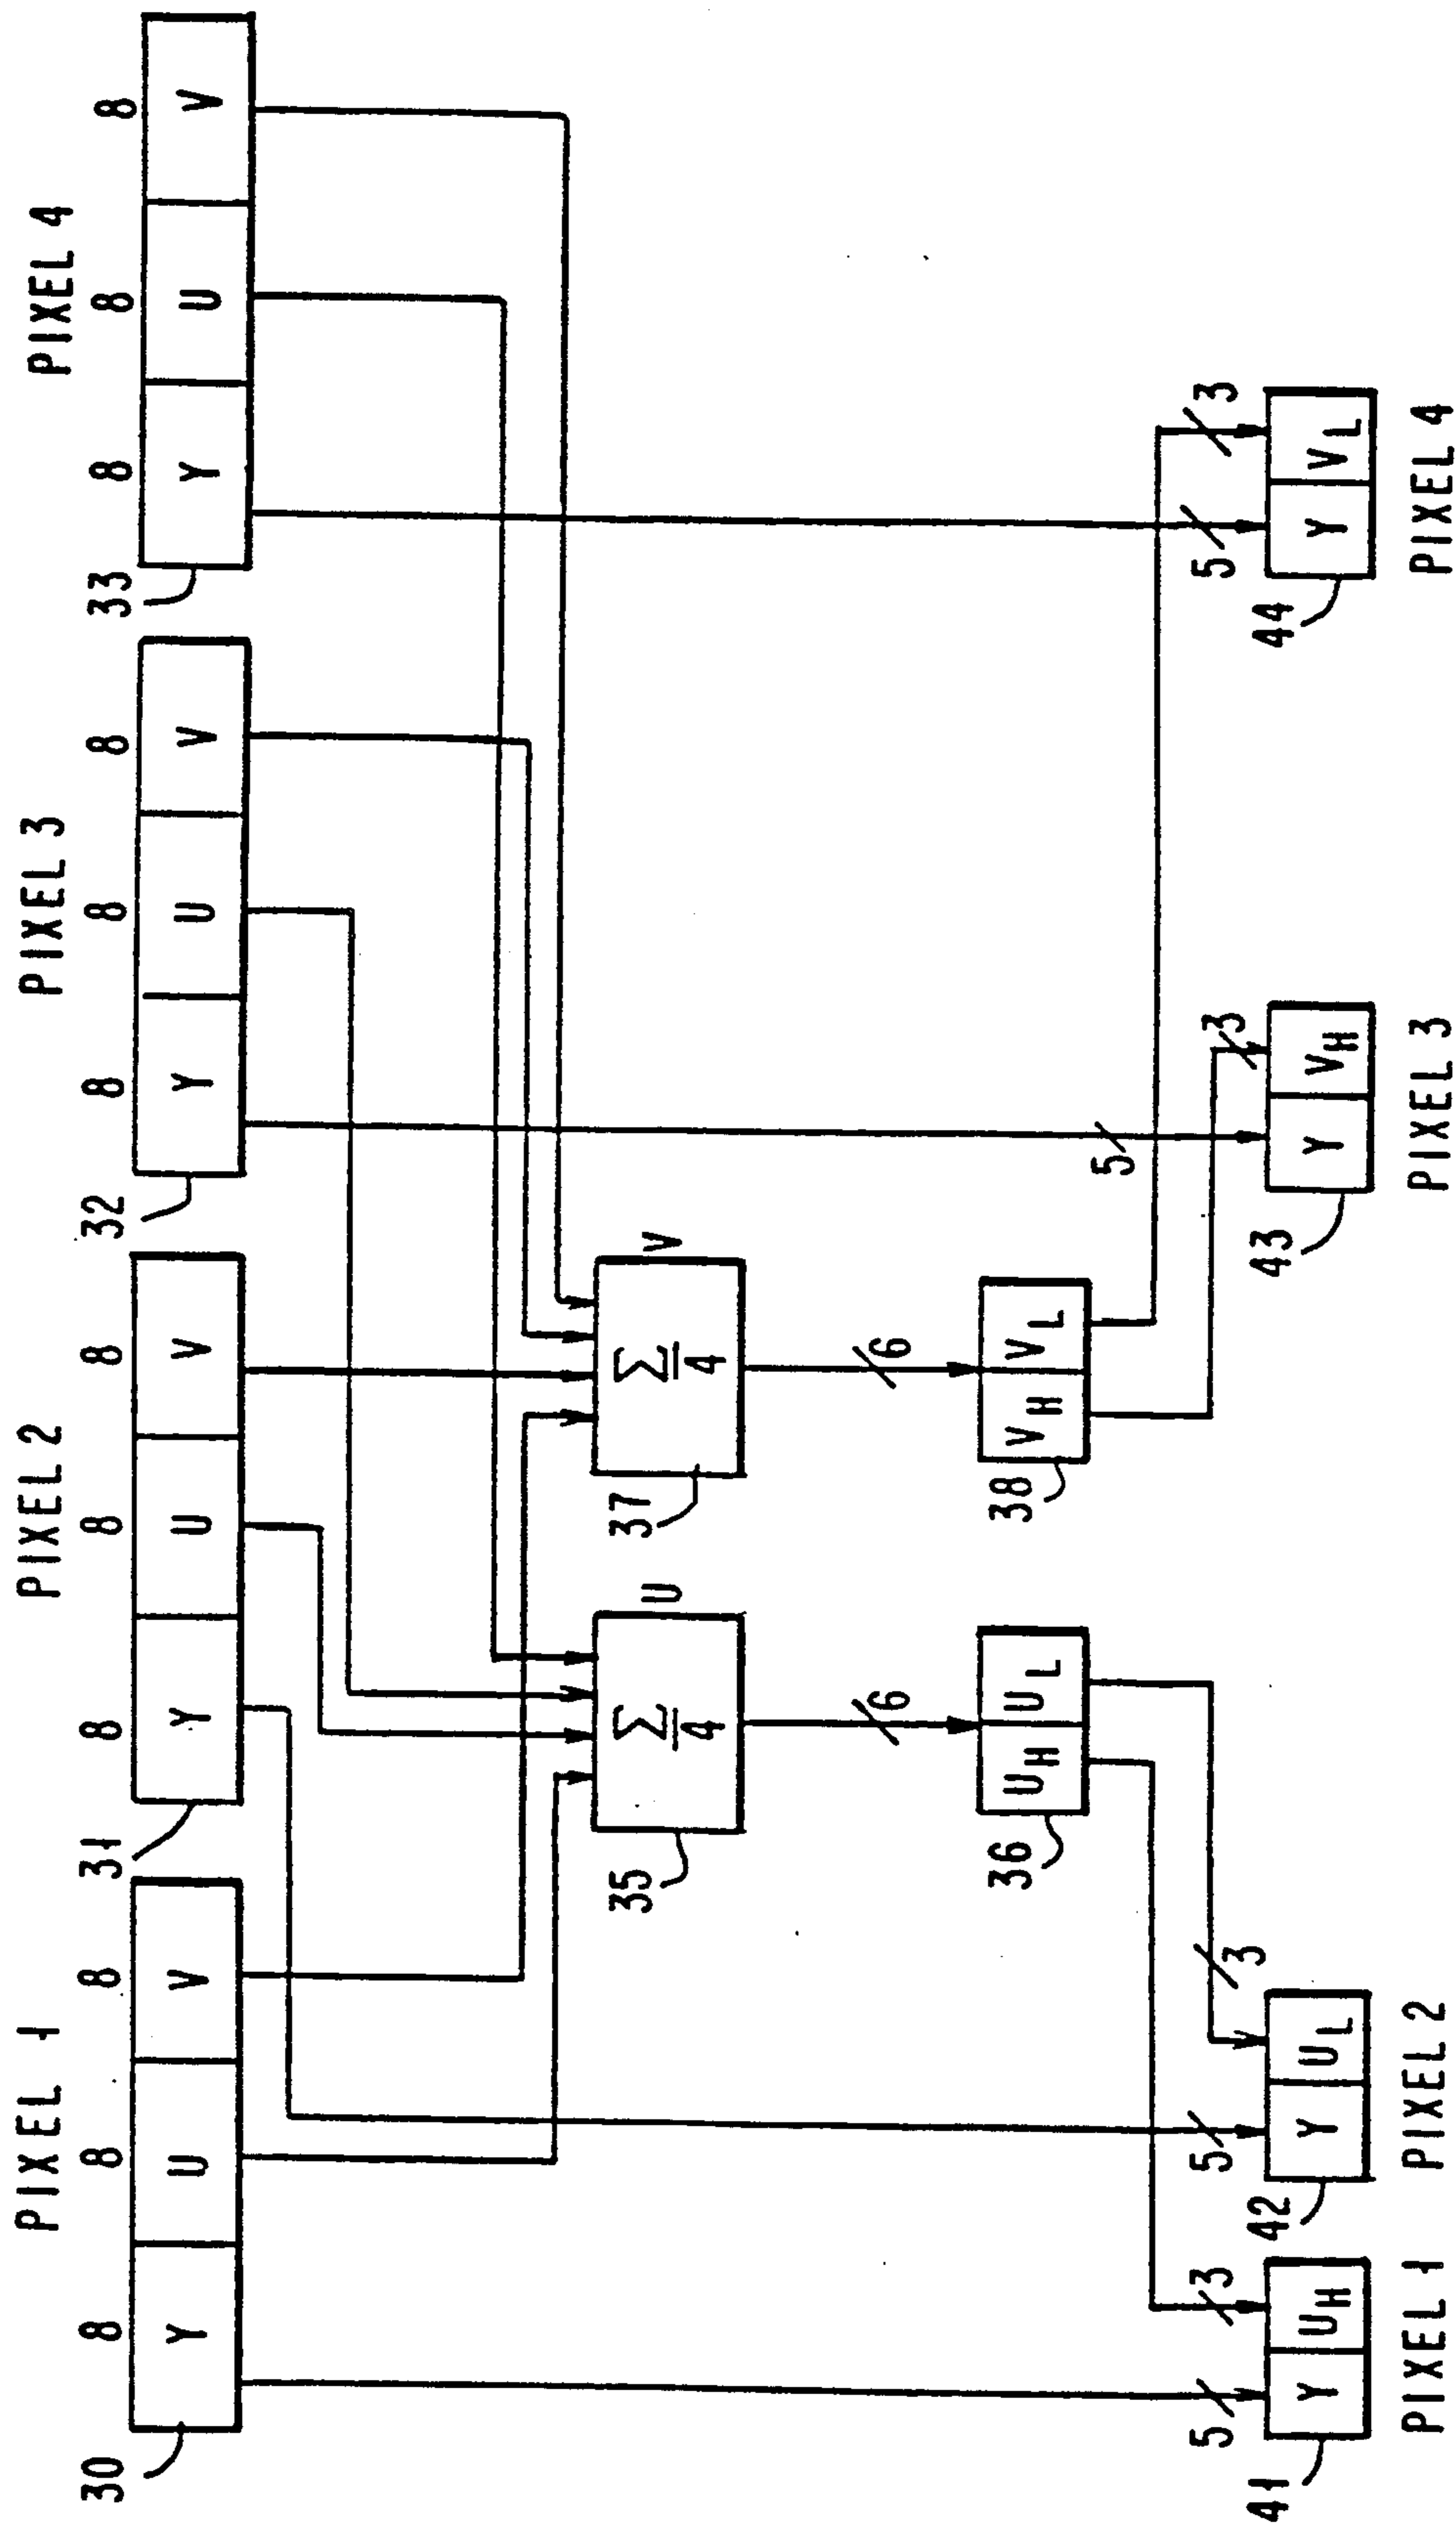 PIXEL 1 PIXEL 2 PIXEL 3 PIXEL 4
8 8 8 8 8 8 8 8 8 8 8 8
30 Y U V 31 Y U V 32 Y U V 33 Y U V
U V
35 Σ/4 37 Σ/4
6 6
36 U_H U_L 38 V_H V_L
5 3 5 3 5 3 5 3
41 Y U_H 42 Y U_L 43 Y V_H 44 Y V_L
PIXEL 1 PIXEL 2 PIXEL 3 PIXEL 4